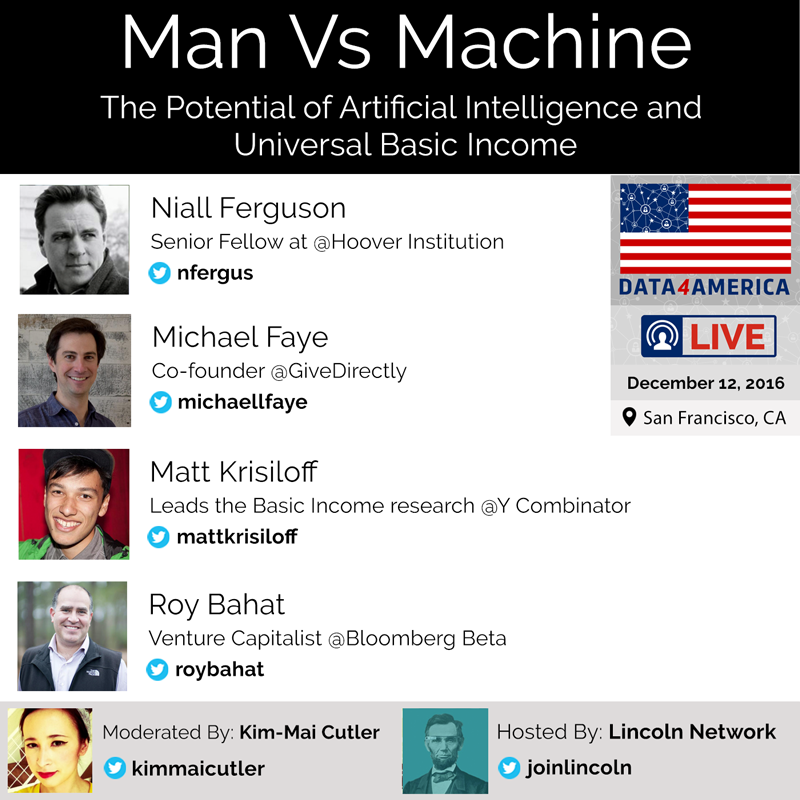 Man Vs Machine
The Potential of Artificial Intelligence and
Universal Basic Income
Niall Ferguson
Senior Fellow at @Hoover Institution
nfergus
Michael Faye
Co-founder @GiveDirectly
michaellfaye
Matt Krisiloff
Leads the Basic Income research @Y Combinator
mattkrisiloff
Roy Bahat
Venture Capitalist @Bloomberg Beta
roybahat
DATA4AMERICA
LIVE
December 12, 2016
San Francisco, CA
Moderated By: Kim-Mai Cutler
kimmaicutler
Hosted By: Lincoln Network
joinlincoln